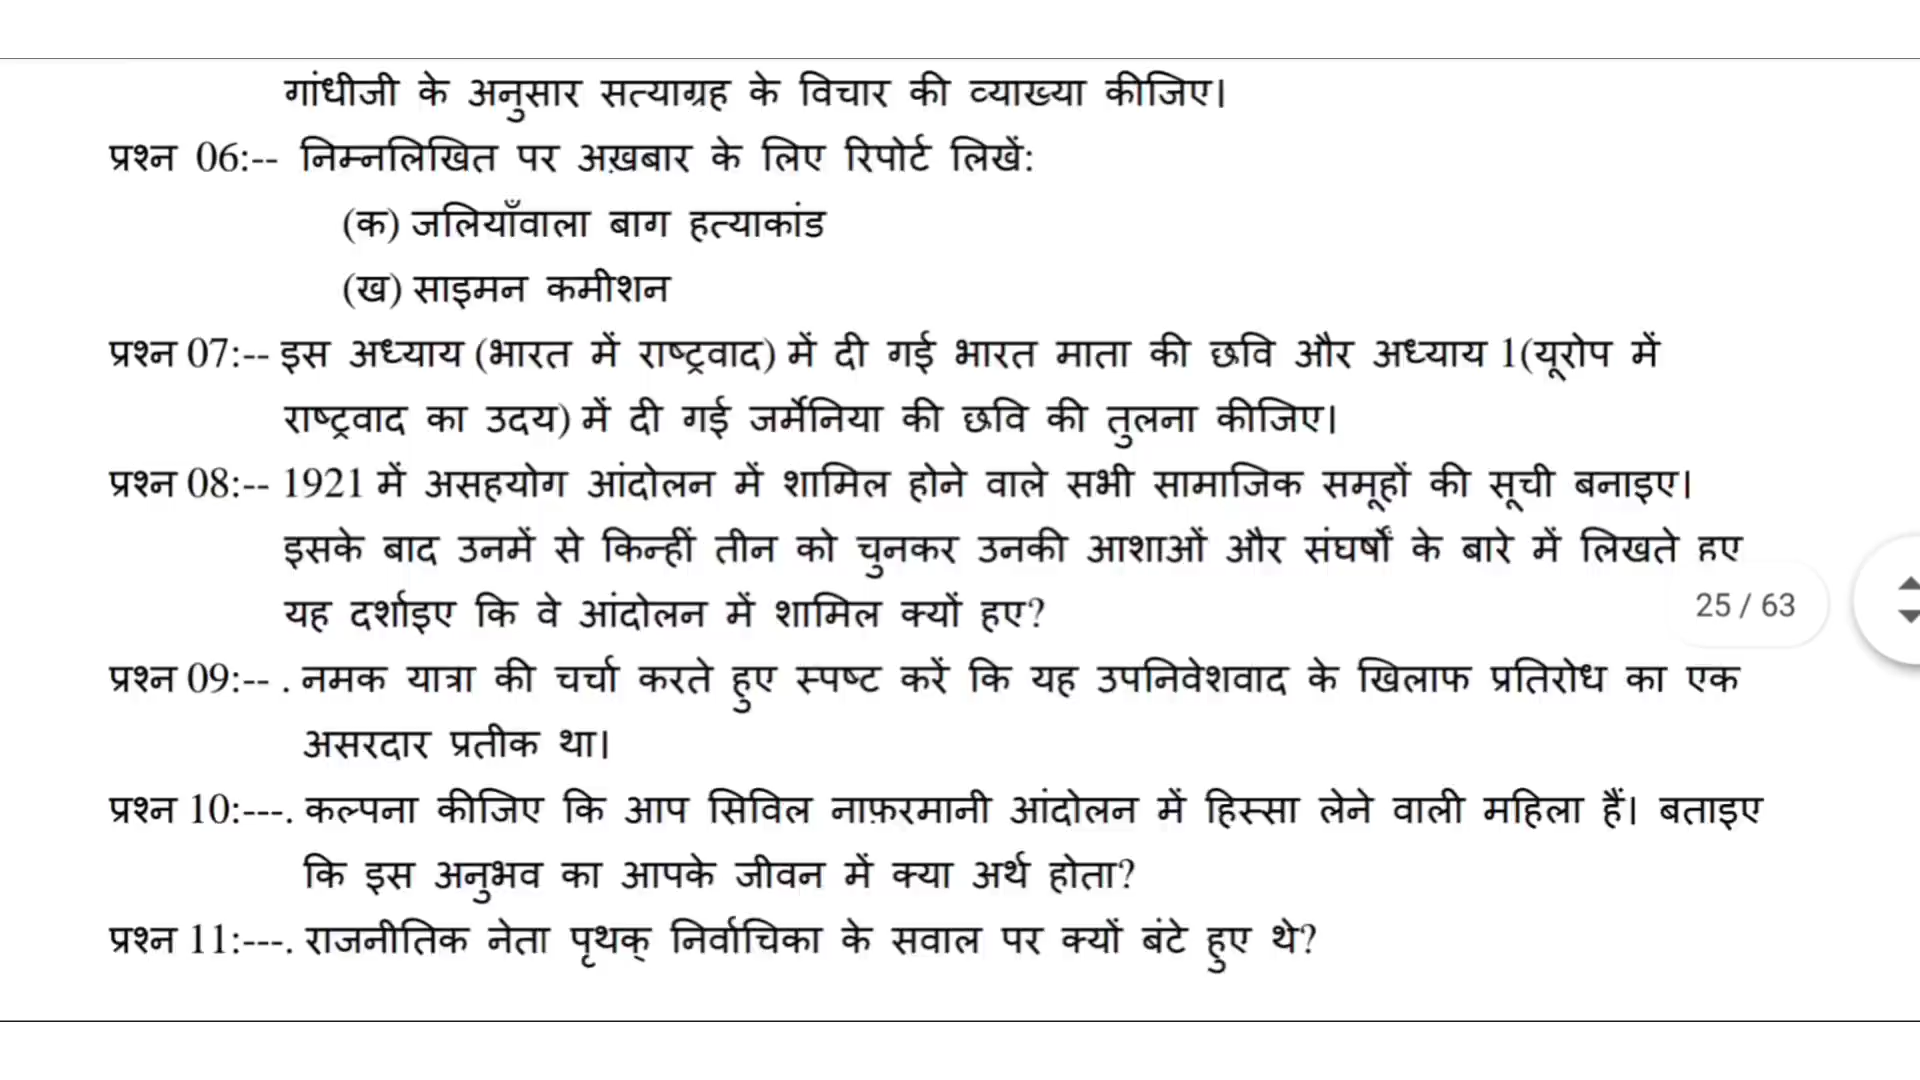 गांधीजी के अनुसार सत्याग्रह के विचार की व्याख्या कीजिए।
प्रश्न 06:-- निम्नलिखित पर अख़बार के लिए रिपोर्ट लिखें:
(क) जलियाँवाला बाग हत्याकांड
(ख) साइमन कमीशन
प्रश्न 07:-- इस अध्याय (भारत में राष्ट्रवाद) में दी गई भारत माता की छवि और अध्याय 1(यूरोप में
राष्ट्रवाद का उदय) में दी गई जर्मेनिया की छवि की तुलना कीजिए।
प्रश्न 08:-- 1921 में असहयोग आंदोलन में शामिल होने वाले सभी सामाजिक समूहों की सूची बनाइए।
इसके बाद उनमें से किन्हीं तीन को चुनकर उनकी आशाओं और संघर्षों के बारे में लिखते हुए
यह दर्शाइए कि वे आंदोलन में शामिल क्यों हए?
25 / 63
प्रश्न 09:-- . नमक यात्रा की चर्चा करते हुए स्पष्ट करें कि यह उपनिवेशवाद के खिलाफ प्रतिरोध का एक
असरदार प्रतीक था।
प्रश्न 10:---. कल्पना कीजिए कि आप सिविल नाफ़रमानी आंदोलन में हिस्सा लेने वाली महिला हैं। बताइए
कि इस अनुभव का आपके जीवन में क्या अर्थ होता?
प्रश्न 11:---. राजनीतिक नेता पृथक् निर्वाचिका के सवाल पर क्यों बंटे हुए थे?